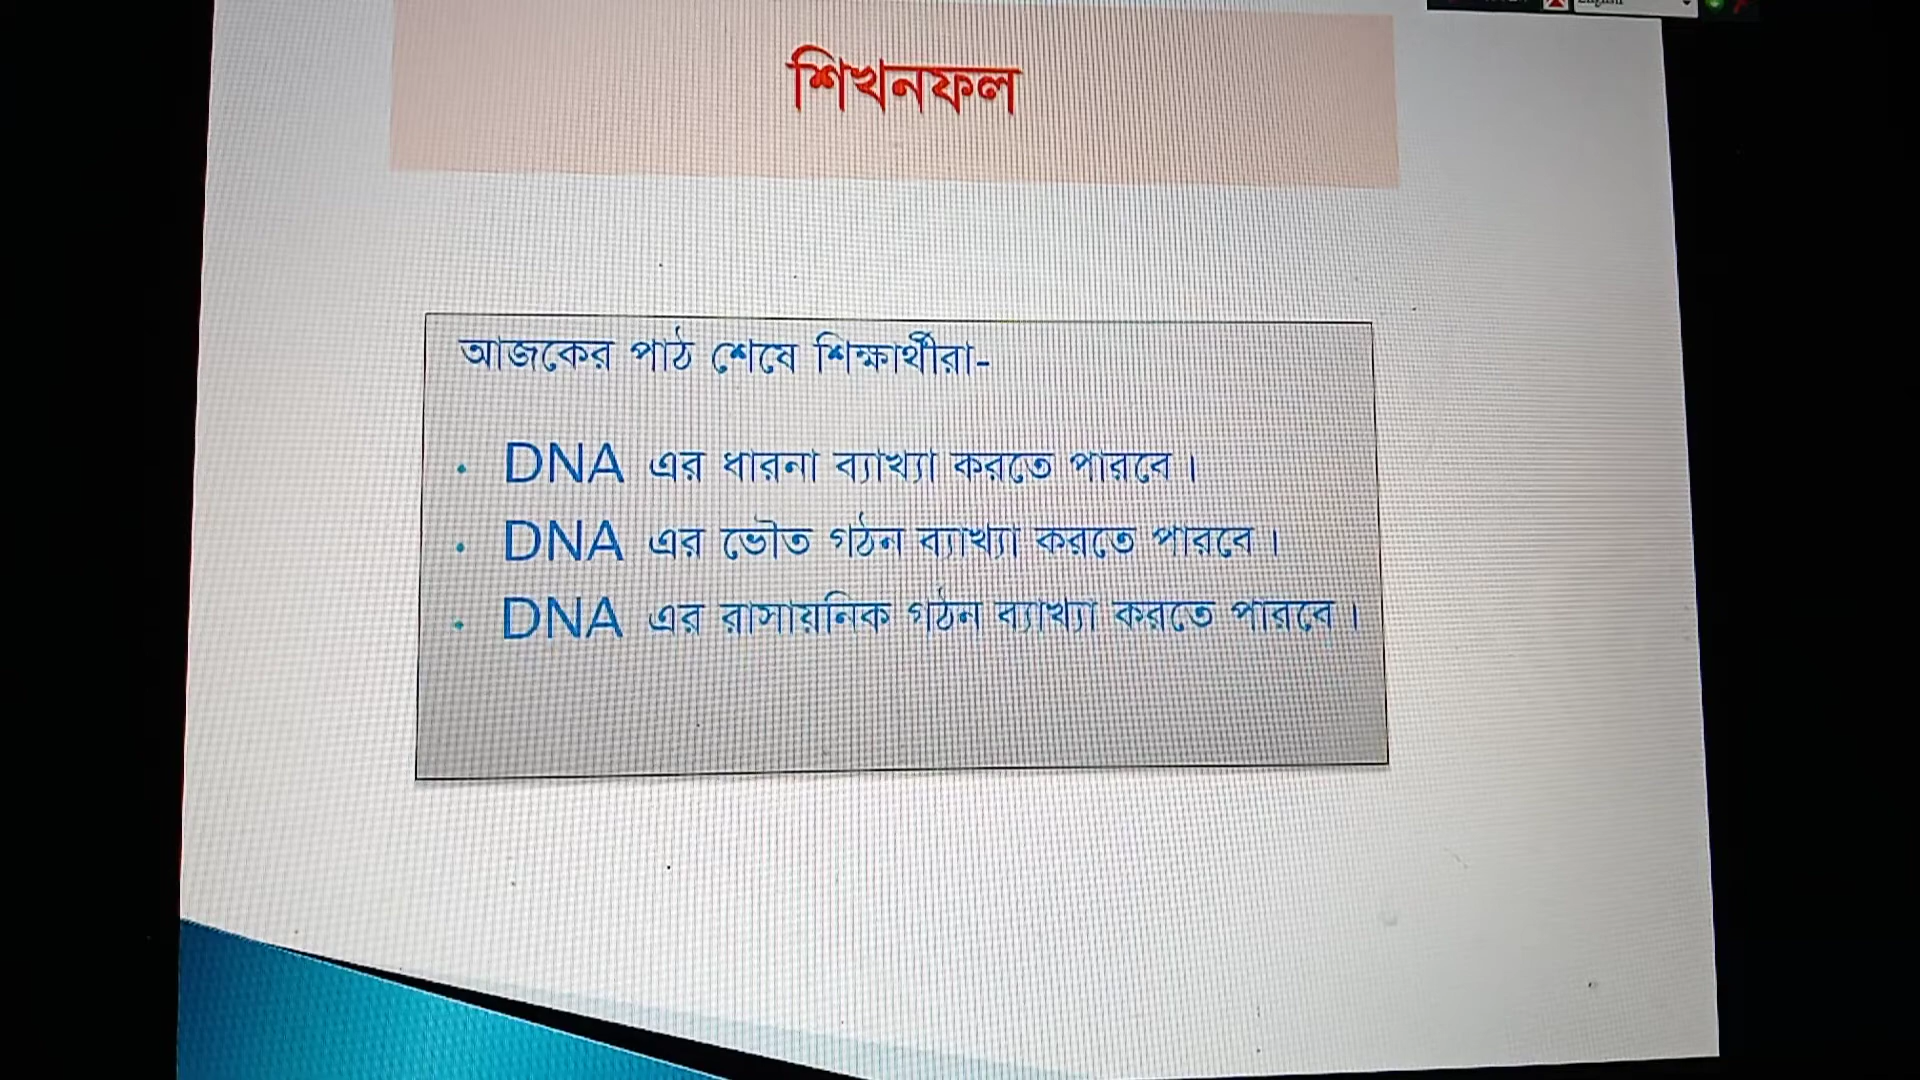 শিখনফল
আজকের পাঠ শেষে শিক্ষার্থীরা-
• DNA এর ধারনা ব্যাখ্যা করতে পারবে।
• DNA এর ভৌত গঠন ব্যাখ্যা করতে পারবে।
• DNA এর রাসায়নিক গঠন ব্যাখ্যা করতে পারবে।